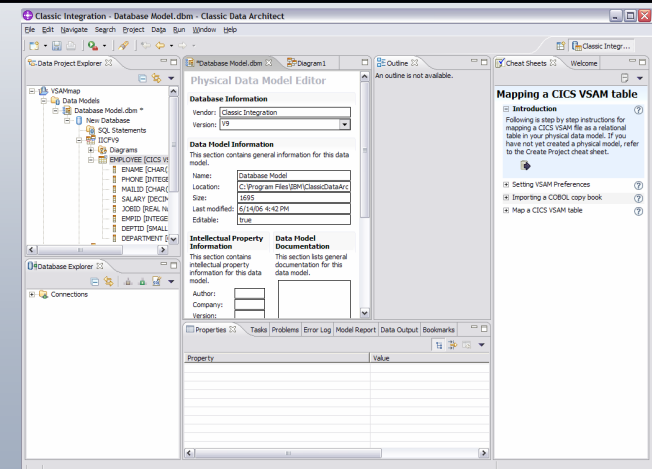 Classic Integration - Database Model.dbm - Classic Data Architect
File Edit Navigate Search Project Data Run Window Help
Classic Integr...
Data Project Explorer
VSAMmap
Data Models
Database Model.dbm *
New Database
SQL Statements
IICFV9
Diagrams
EMPLOYEE [CICS VS
ENAME [CHAR(
PHONE [INTEGE
MAILID [CHAR(
SALARY [DECIM
JOBID [REAL Nu
EMPID [INTEGE
DEPTID [SMALL
DEPARTMENT [
Database Explorer
Connections
*Database Model.dbm
Diagram1
Physical Data Model Editor
Database Information
Vendor: Classic Integration
Version: V9
Data Model Information
This section contains general information for this data
model.
Name: Database Model
Location: C:\Program Files\IBM\ClassicDataArc
Size: 1695
Last modified: 6/14/06 4:42 PM
Editable: true
Intellectual Property
Information
This section contains
intellectual property
information for this data
model.
Author:
Company:
Version:
Data Model
Documentation
This section lists general
documentation for this
data model.
Outline
An outline is not available.
Properties Tasks Problems Error Log Model Report Data Output Bookmarks
Property Value
Cheat Sheets Welcome
Mapping a CICS VSAM table
Introduction
Following is step by step instructions for
mapping a CICS VSAM file as a relational
table in your physical data model. If you
have not yet created a physical model, refer
to the Create Project cheat sheet.
Setting VSAM Preferences
Importing a COBOL copy book
Map a CICS VSAM table